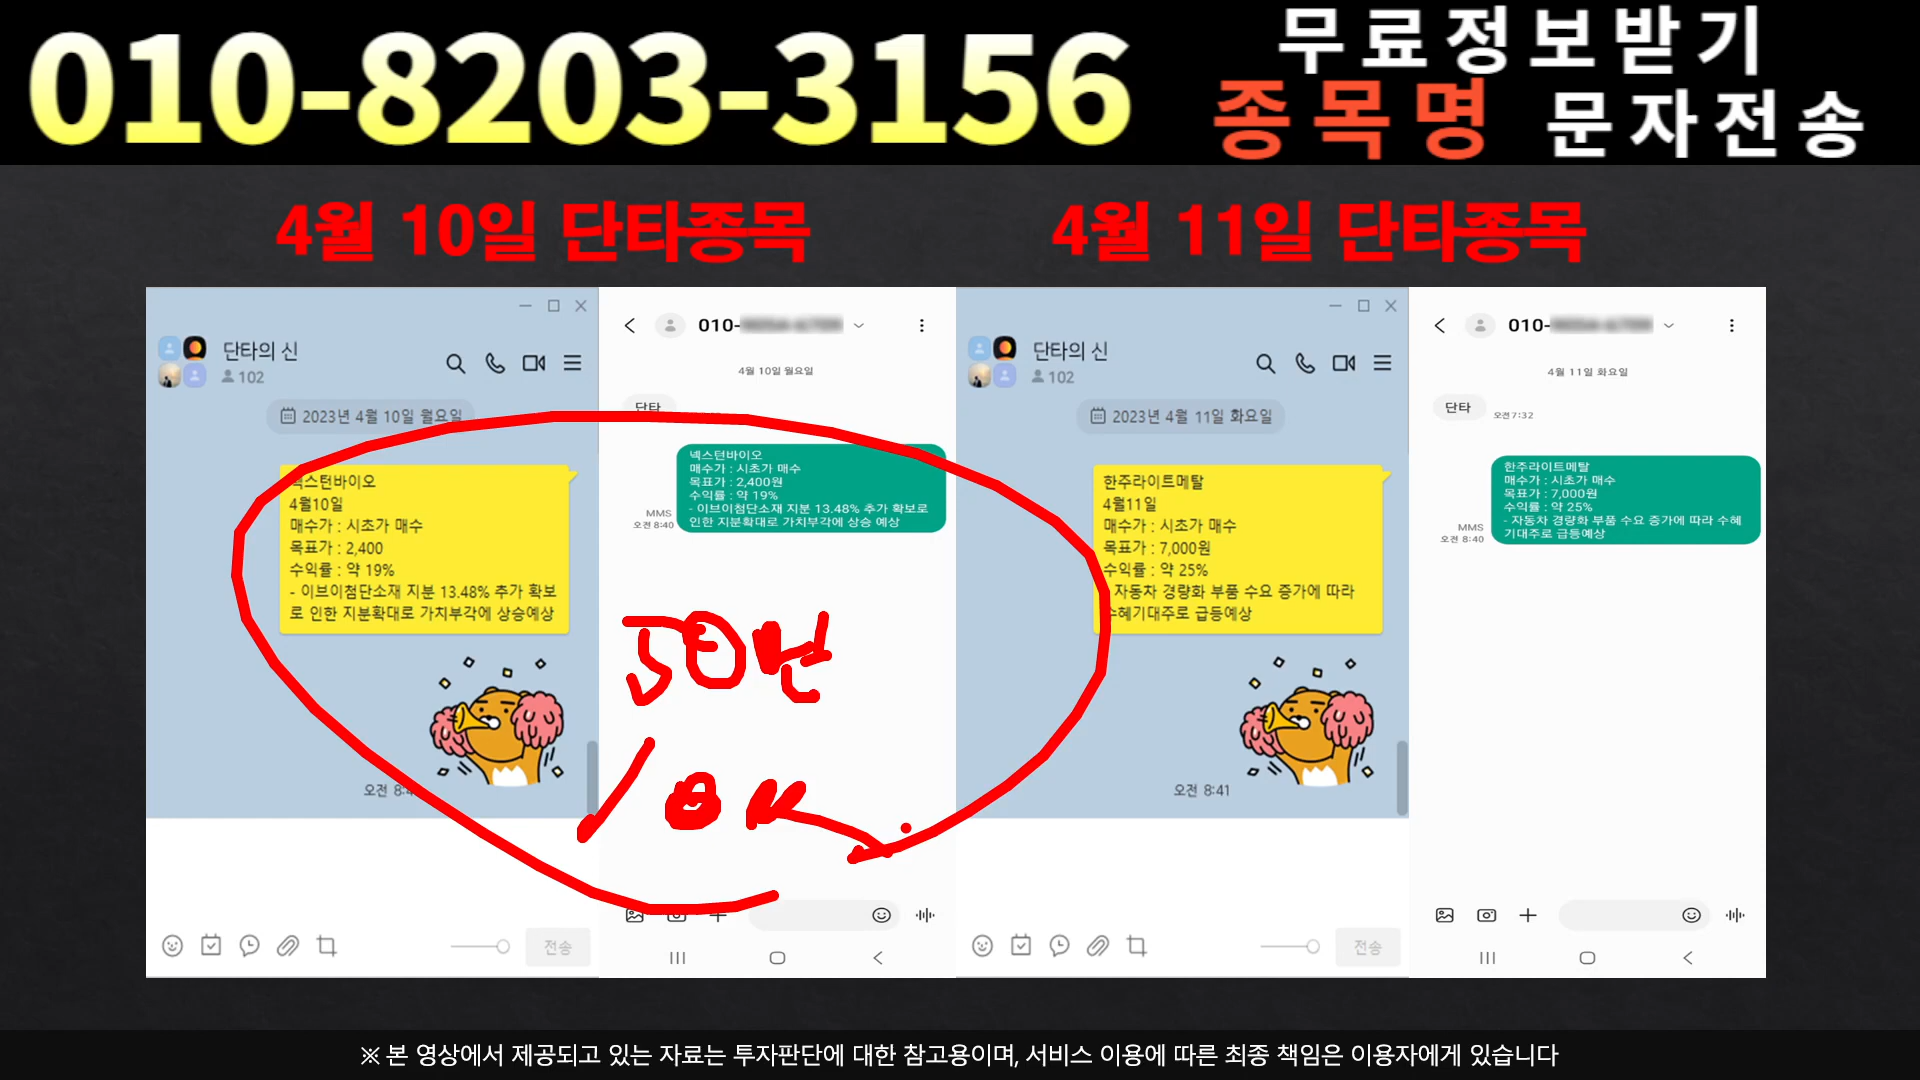 010-8203-3156
무료정보받기
종목명 문자전송
4월 10일 단타종목
4월 11일 단타종목
단타의 신
102
2023년 4월 10일 월요일
넥스턴바이오
4월10일
매수가 : 시초가 매수
목표가 : 2,400
수익률 : 약 19%
- 이브이첨단소재 지분 13.48% 추가 확보
로 인한 지분확대로 가치부각에 상승예상
오전 8:4
전송
010-
4월 10일 월요일
단타
넥스턴바이오
매수가 : 시초가 매수
목표가 : 2,400원
수익률 : 약 19%
- 이브이첨단소재 지분 13.48% 추가 확보로
인한 지분확대로 가치부각에 상승 예상
MMS
오전 8:40
50번
단타의 신
102
2023년 4월 11일 화요일
한주라이트메탈
4월11일
매수가 : 시초가 매수
목표가 : 7,000원
수익률 : 약 25%
자동차 경량화 부품 수요 증가에 따라
수혜기대주로 급등예상
오전 8:41
전송
010-
4월 11일 화요일
단타
오전 7:32
한주라이트메탈
매수가 : 시초가 매수
목표가 : 7,000원
수익률 : 약 25%
- 자동차 경량화 부품 수요 증가에 따라 수혜
기대주로 급등예상
MMS
오전 8:40
※ 본 영상에서 제공되고 있는 자료는 투자판단에 대한 참고용이며, 서비스 이용에 따른 최종 책임은 이용자에게 있습니다